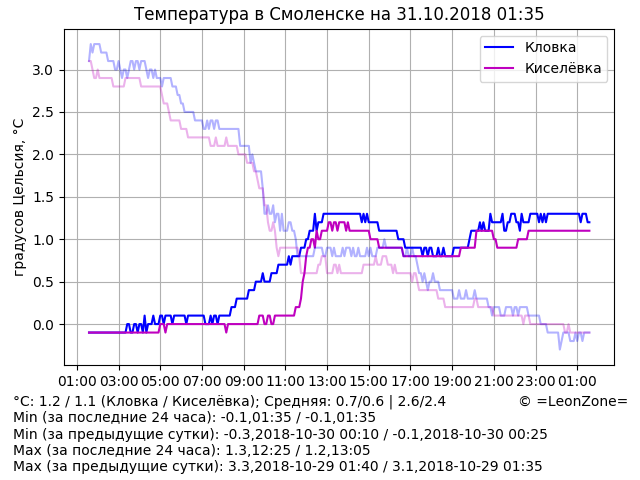 Температура в Смоленске на 31.10.2018 01:35
Кловка
Киселёвка
градусов Цельсия, °C
3.0
2.5
2.0
1.5
1.0
0.5
0.0
01:00 03:00 05:00 07:00 09:00 11:00 13:00 15:00 17:00 19:00 21:00 23:00 01:00
°C: 1.2 / 1.1 (Кловка / Киселёвка); Средняя: 0.7/0.6 | 2.6/2.4 © =LeonZone=
Min (за последние 24 часа): -0.1,01:35 / -0.1,01:35
Min (за предыдущие сутки): -0.3,2018-10-30 00:10 / -0.1,2018-10-30 00:25
Max (за последние 24 часа): 1.3,12:25 / 1.2,13:05
Max (за предыдущие сутки): 3.3,2018-10-29 01:40 / 3.1,2018-10-29 01:35